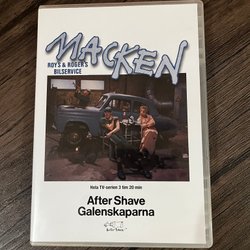 MACKEN
ROY'S & ROGER'S
BILSERVICE
Hela TV-serien 3 tim 20 min
After Shave
Galenskaparna